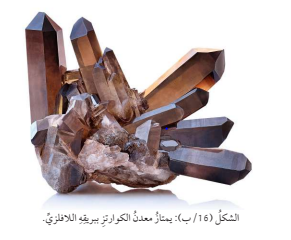 الشكلُ (16/ ب): يمتازُ معدنُ الكوارتزِ ببريقِهِ اللافلزيِّ.